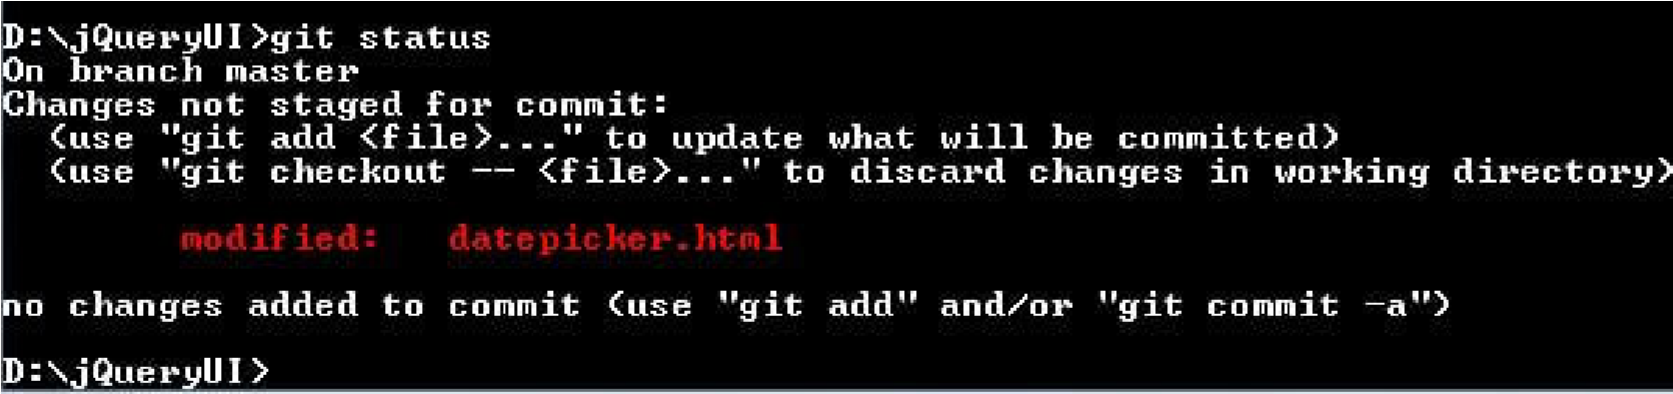 D:\jQueryUI>git status
On branch master
Changes not staged for commit:
  (use "git add <file>..." to update what will be committed)
  (use "git checkout -- <file>..." to discard changes in working directory)
        modified:   datepicker.html
no changes added to commit (use "git add" and/or "git commit -a")
D:\jQueryUI>